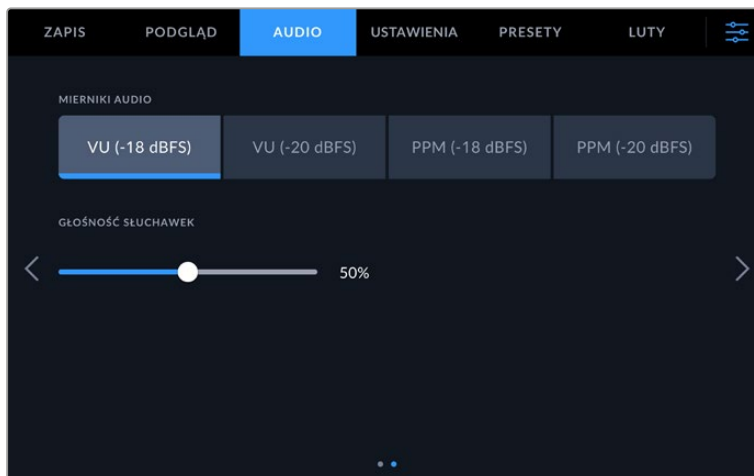 ZAPIS PODGLĄD AUDIO USTAWIENIA PRESETY LUTY
MIERNIKI AUDIO
VU (-18 dBFS) VU (-20 dBFS) PPM (-18 dBFS) PPM (-20 dBFS)
GŁOŚNOŚĆ SŁUCHAWEK
50%